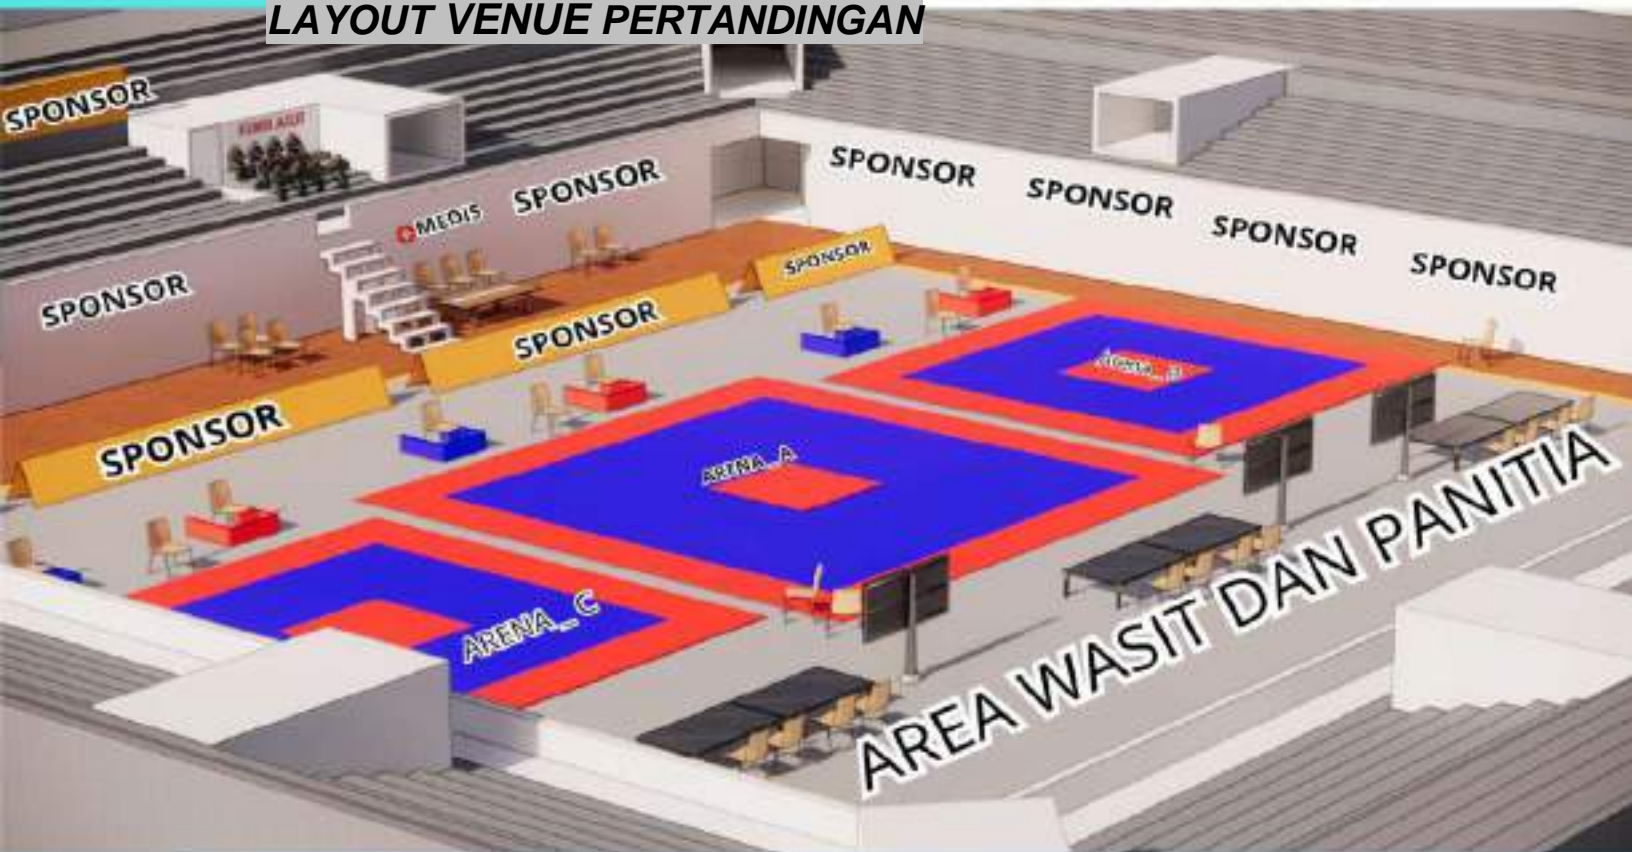 LAYOUT VENUE PERTANDINGAN
SPONSOR
SPONSOR
SPONSOR
SPONSOR
SPONSOR
SPONSOR
MEDIS
SPONSOR
SPONSOR
SPONSOR
SPONSOR
SPONSOR
ARENA_A
ARENA_C
AREA WASIT DAN PANITIA